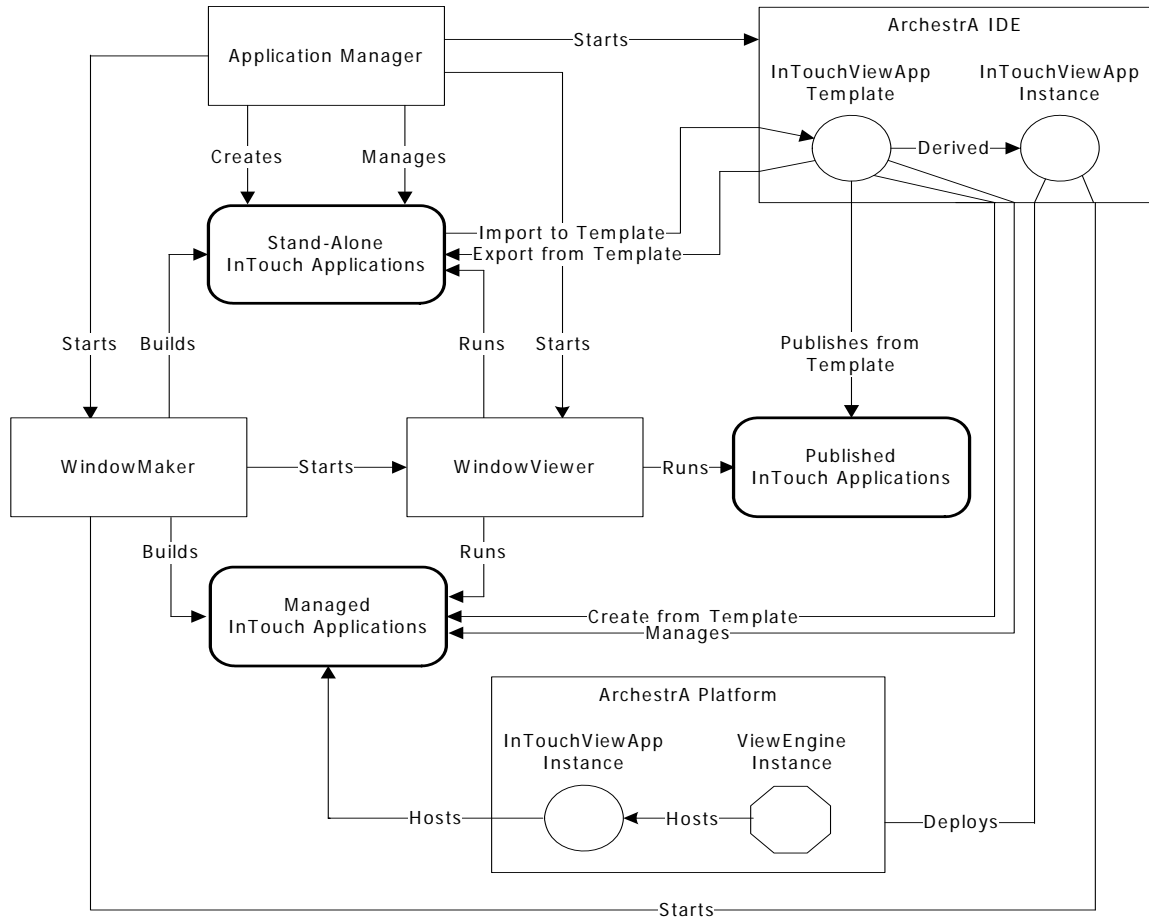 Application Manager
Starts
ArchestrA IDE
InTouchViewApp
Template
InTouchViewApp
Instance
Creates
Manages
Derived
Stand-Alone
InTouch Applications
Import to Template
Export from Template
Starts
Builds
Runs
Starts
Publishes from
Template
WindowMaker
Starts
WindowViewer
Runs
Published
InTouch Applications
Builds
Runs
Managed
InTouch Applications
Create from Template
Manages
ArchestrA Platform
InTouchViewApp
Instance
ViewEngine
Instance
Hosts
Hosts
Deploys
Starts